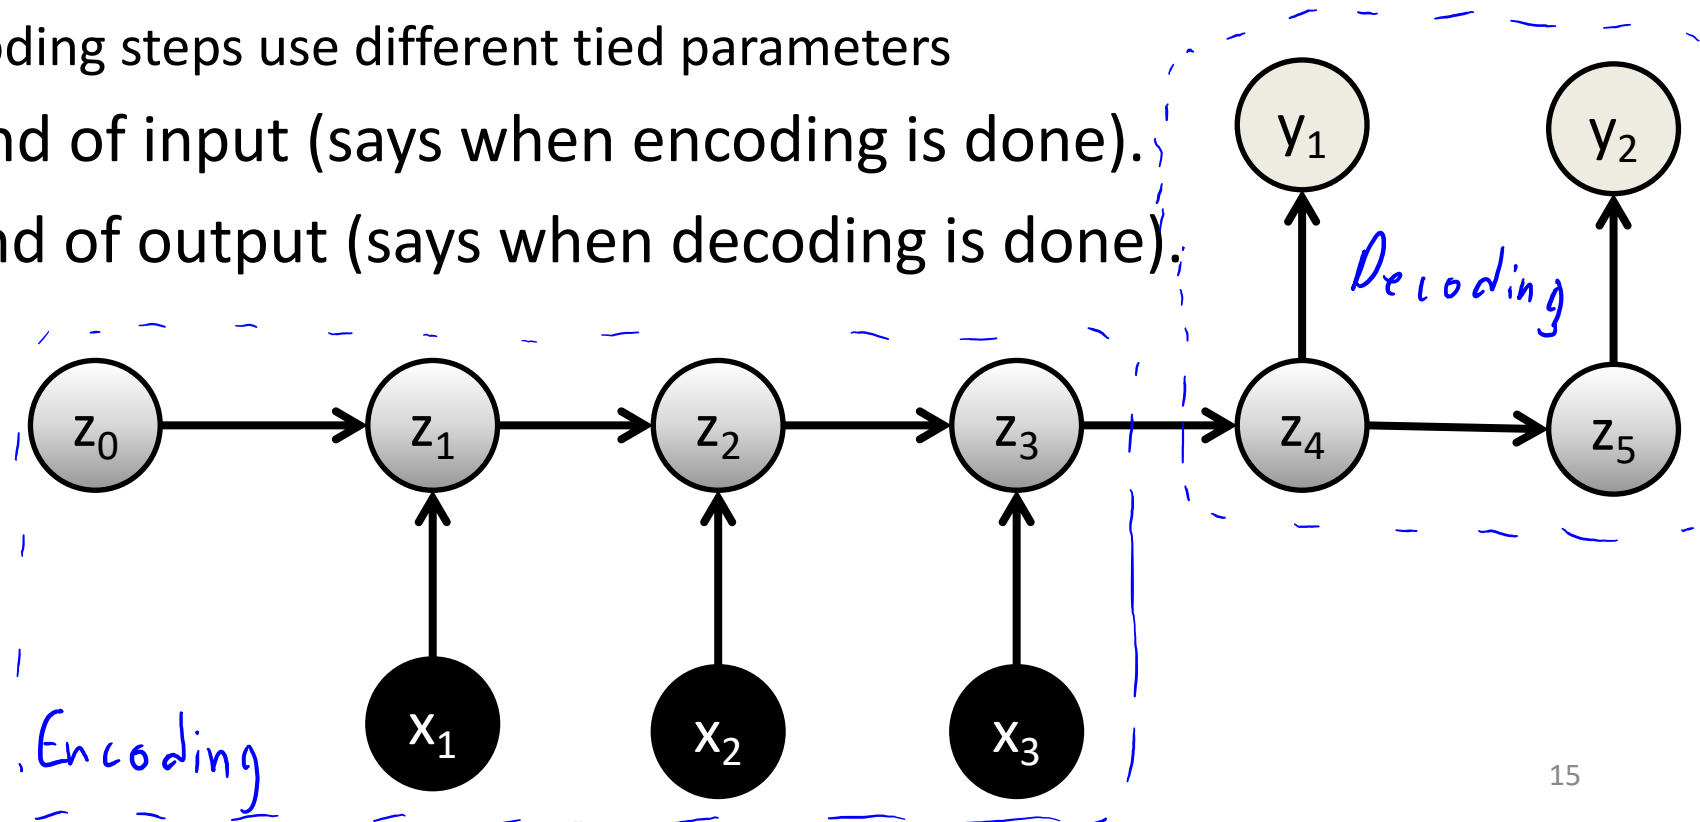 oding steps use different tied parameters
nd of input (says when encoding is done).
nd of output (says when decoding is done).
y1 y2
Decoding
z0 z1 z2 z3 z4 z5
x1 x2 x3
Encoding
15